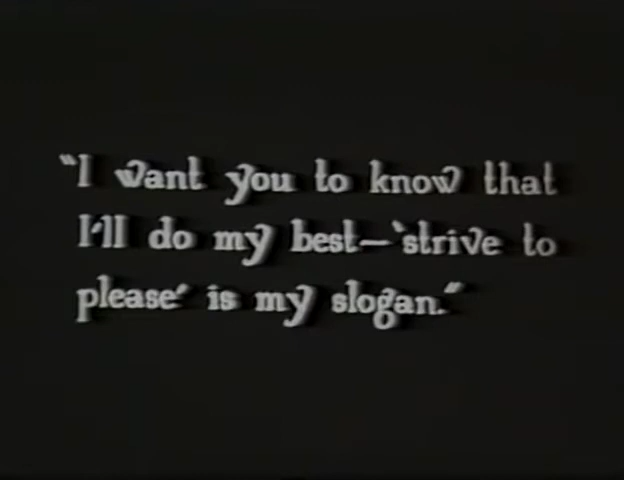 "I want you to know that
I'll do my best—'strive to
please' is my slogan."